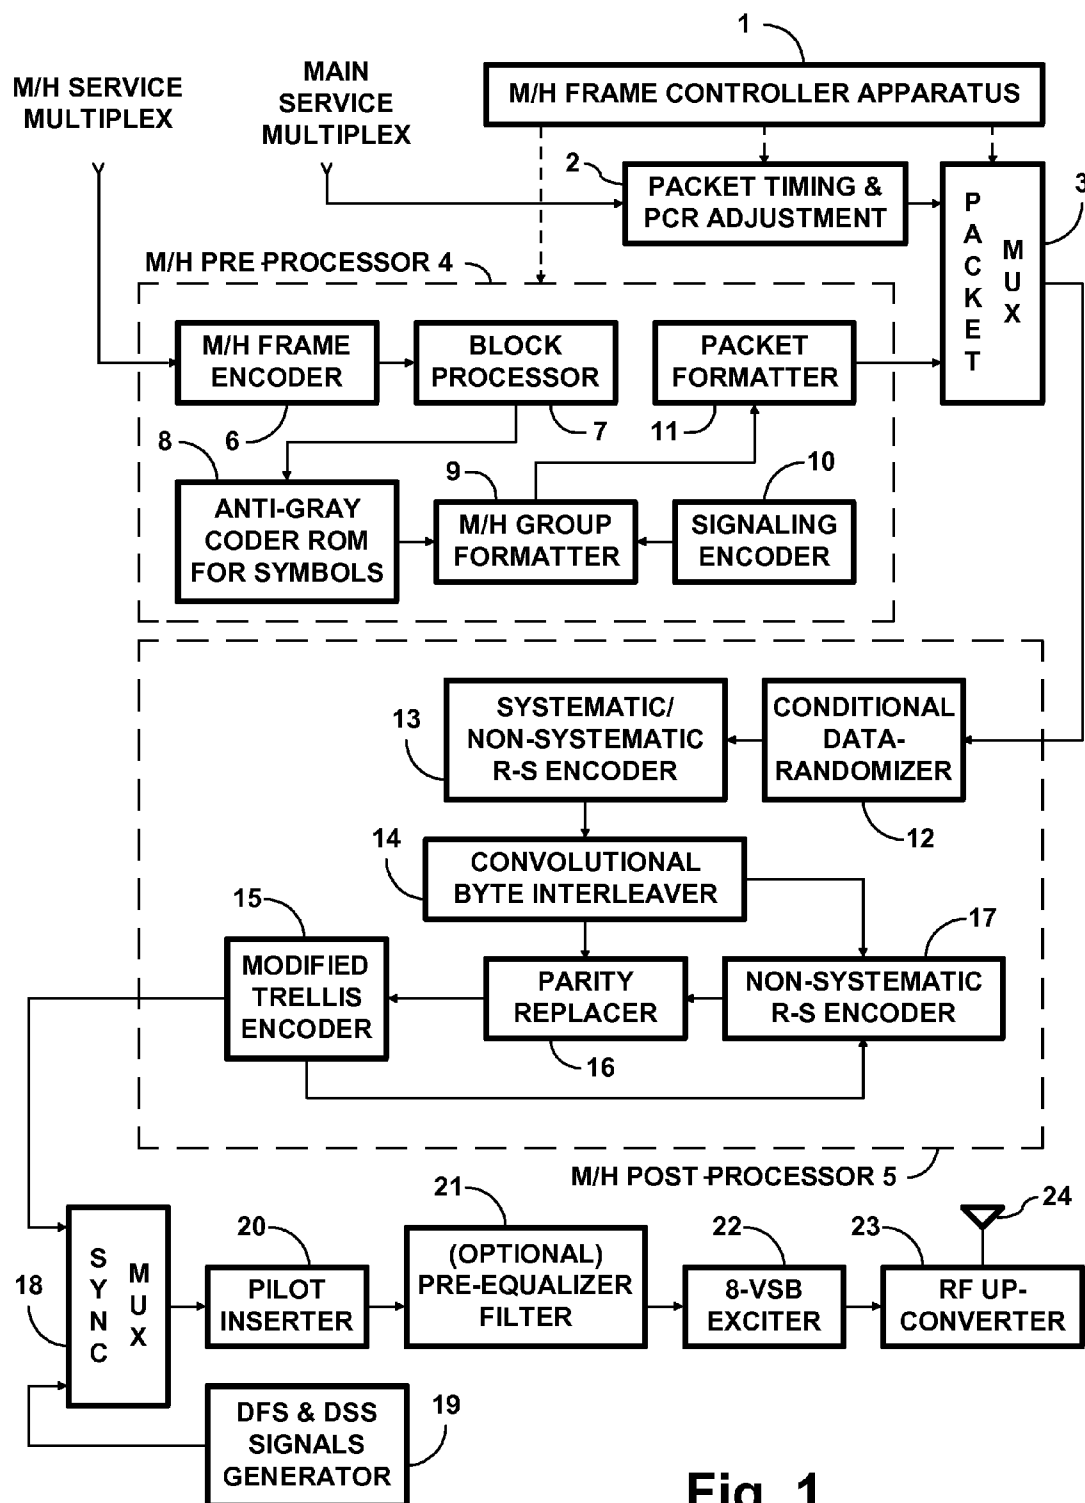 1
M/H SERVICE
MULTIPLEX
MAIN
SERVICE
MULTIPLEX
M/H FRAME CONTROLLER APPARATUS
2
PACKET TIMING &
PCR ADJUSTMENT
PACKET
MUX
3
M/H PRE-PROCESSOR 4
M/H FRAME
ENCODER
6
BLOCK
PROCESSOR
7
PACKET
FORMATTER
11
8
ANTI-GRAY
CODER ROM
FOR SYMBOLS
9
M/H GROUP
FORMATTER
10
SIGNALING
ENCODER
13
SYSTEMATIC/
NON-SYSTEMATIC
R-S ENCODER
CONDITIONAL
DATA-
RANDOMIZER
12
14
CONVOLUTIONAL
BYTE INTERLEAVER
15
MODIFIED
TRELLIS
ENCODER
PARITY
REPLACER
16
17
NON-SYSTEMATIC
R-S ENCODER
M/H POST-PROCESSOR 5
18
SYNC
MUX
20
PILOT
INSERTER
21
(OPTIONAL)
PRE-EQUALIZER
FILTER
22
8-VSB
EXCITER
23
RF UP-
CONVERTER
24
DFS & DSS
SIGNALS
GENERATOR
19
Fig. 1